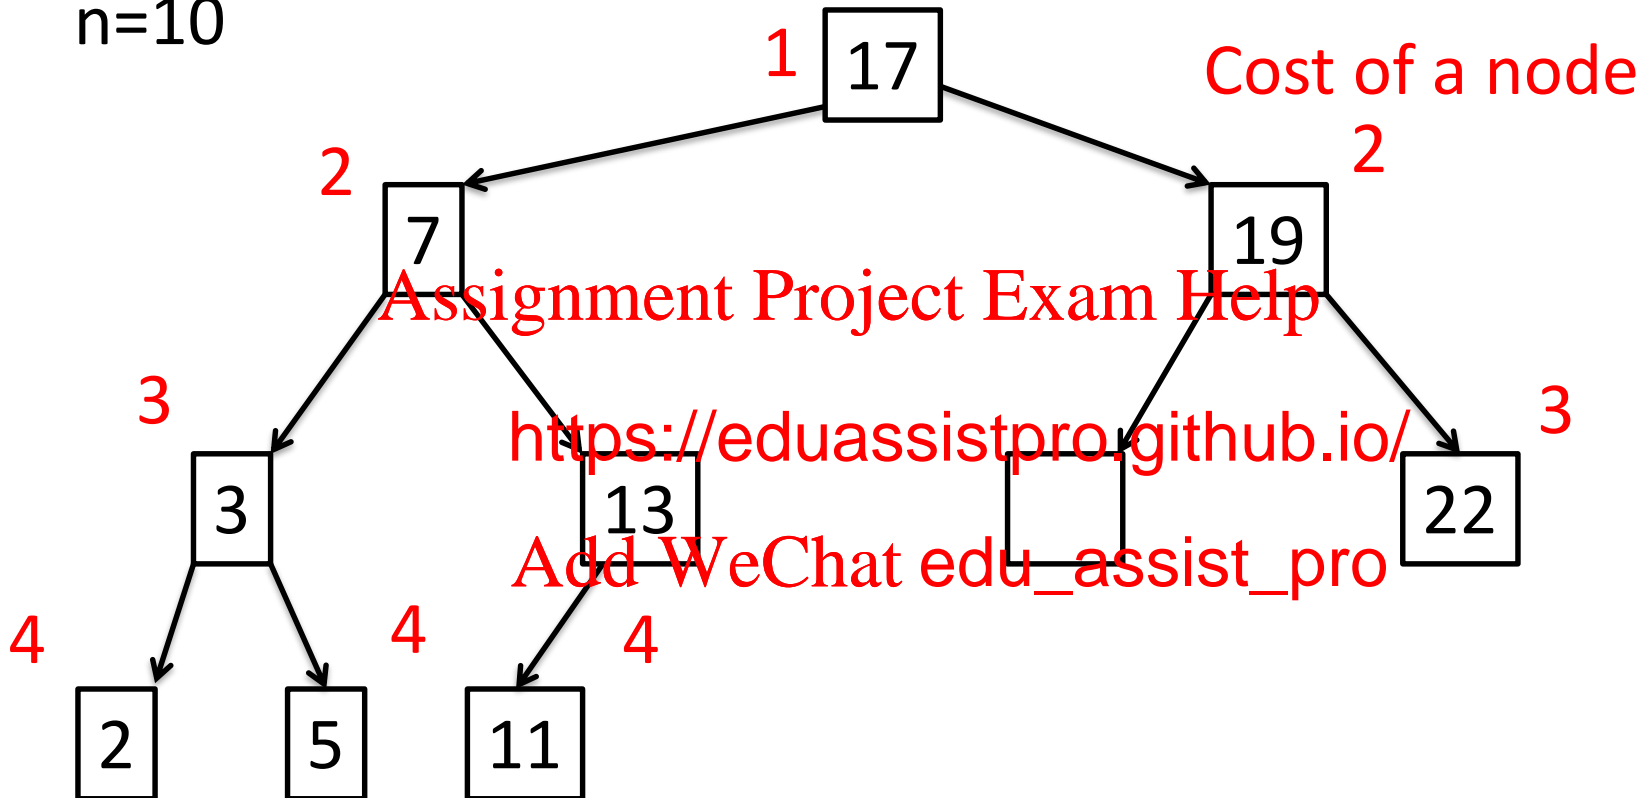 n=10
1 17 Cost of a node
2 2
7 19
Assignment Project Exam Help
3 3
https://eduassistpro.github.io/
3 13 22
Add WeChat edu_assist_pro
4 4 4
2 5 11